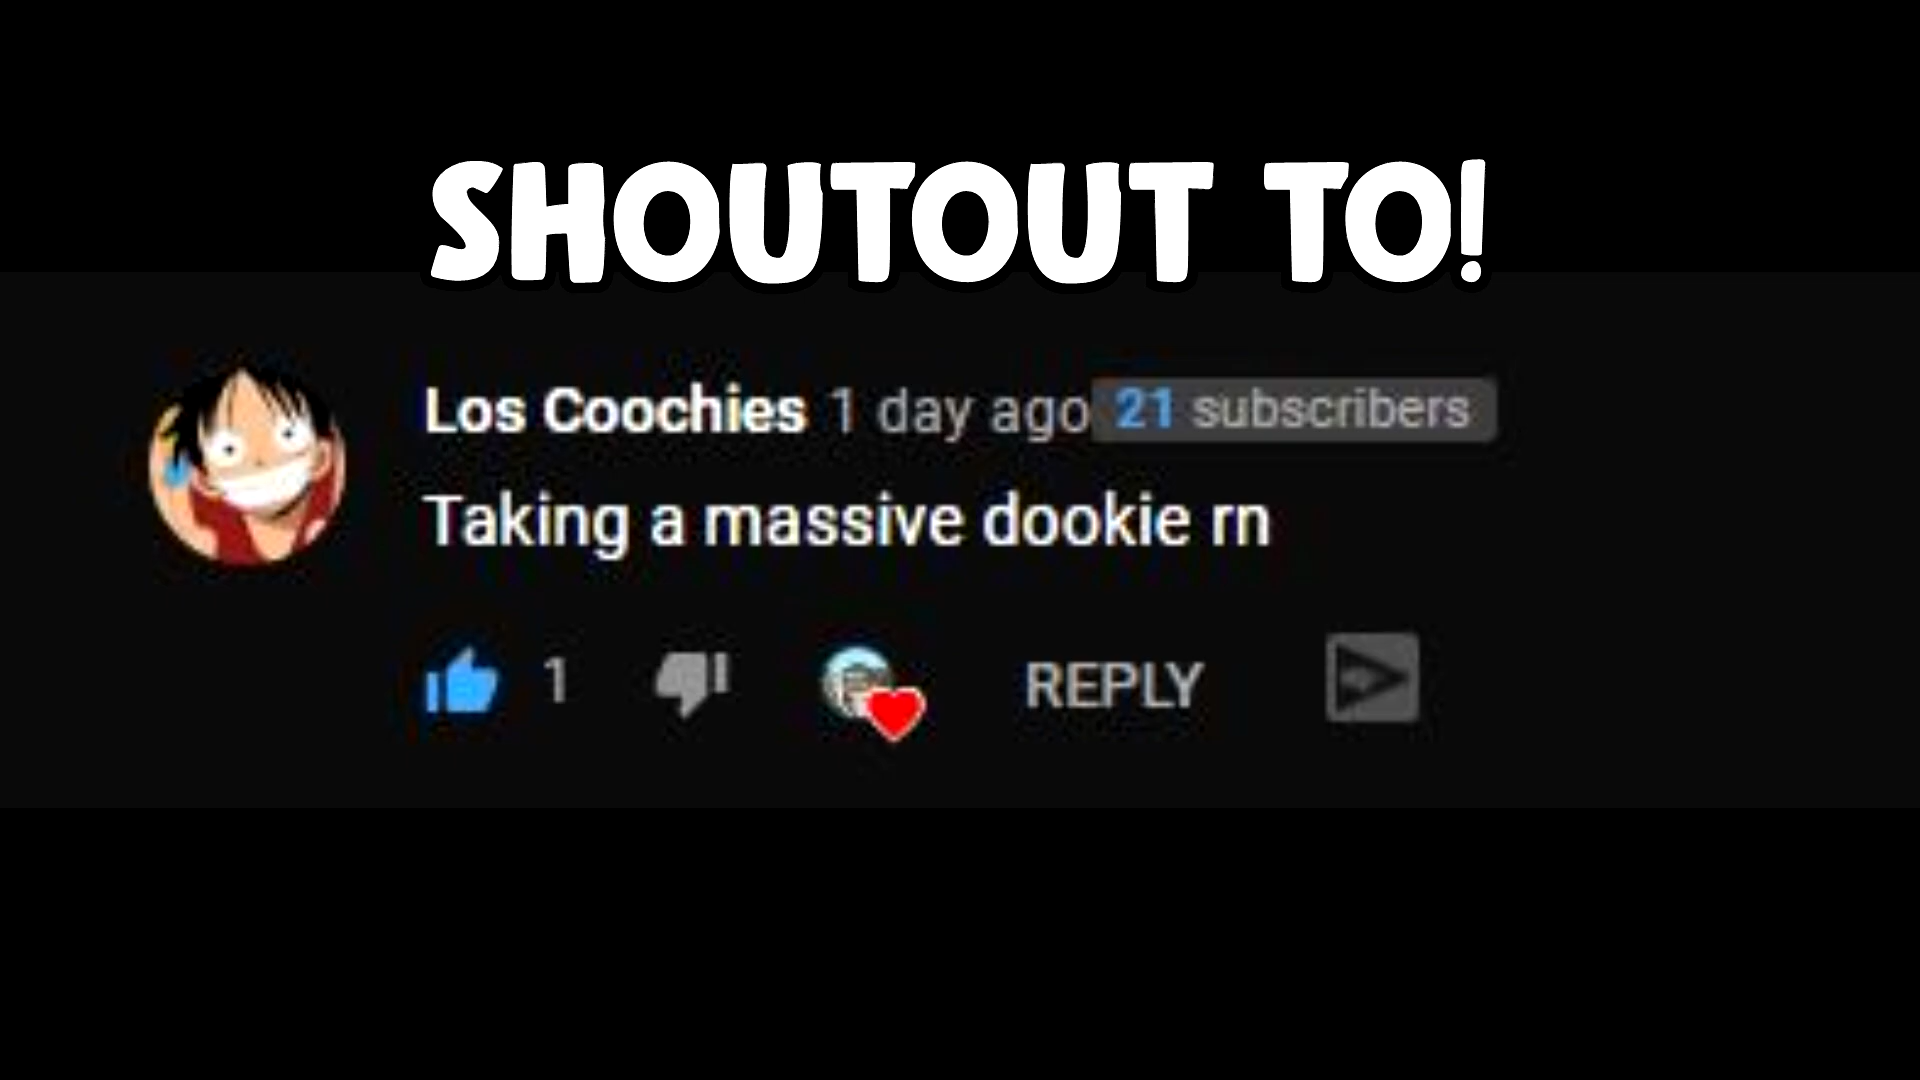 SHOUTOUT TO!
Los Coochies 1 day ago 21 subscribers
Taking a massive dookie rn
1 REPLY